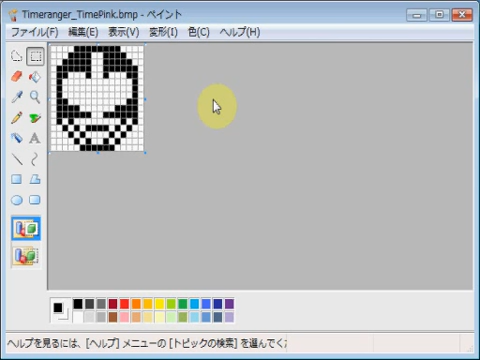 Timeranger_TimePink.bmp - ペイント
ファイル(F) 編集(E) 表示(V) 変形(I) 色(C) ヘルプ(H)
A
ヘルプを見るには、[ヘルプ] メニューの [トピックの検索] を選んでくだ